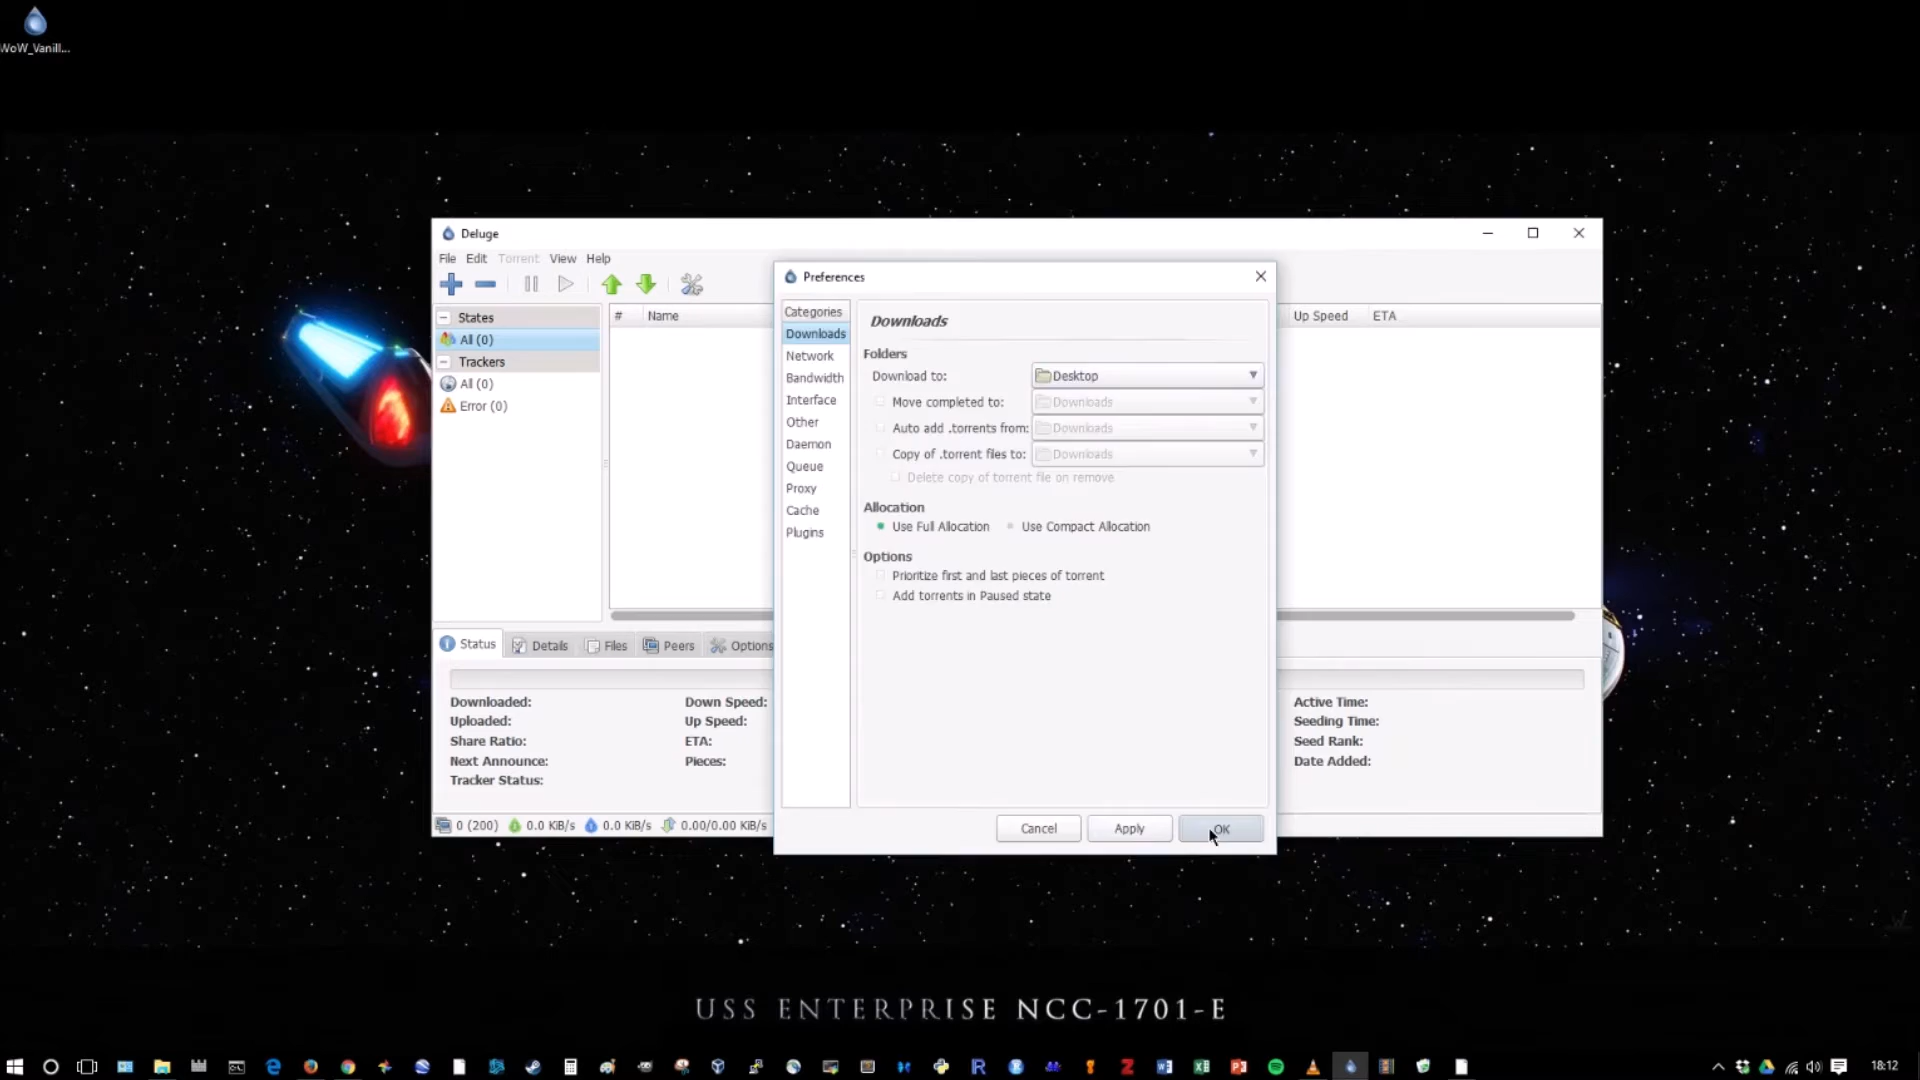 WoW_Vanill...
Deluge
File Edit Torrent View Help
States
All (0)
Trackers
All (0)
Error (0)
# Name
Up Speed ETA
Preferences
Categories
Downloads
Network
Bandwidth
Interface
Other
Daemon
Queue
Proxy
Cache
Plugins
Downloads
Folders
Download to: Desktop
Move completed to: Downloads
Auto add .torrents from: Downloads
Copy of .torrent files to: Downloads
Delete copy of torrent file on remove
Allocation
Use Full Allocation Use Compact Allocation
Options
Prioritize first and last pieces of torrent
Add torrents in Paused state
Cancel Apply OK
Status Details Files Peers Options
Downloaded: Down Speed: Active Time:
Uploaded: Up Speed: Seeding Time:
Share Ratio: ETA: Seed Rank:
Next Announce: Pieces: Date Added:
Tracker Status:
0 (200) 0.0 KiB/s 0.0 KiB/s 0.00/0.00 KiB/s
USS ENTERPRISE NCC-1701-E
18:12